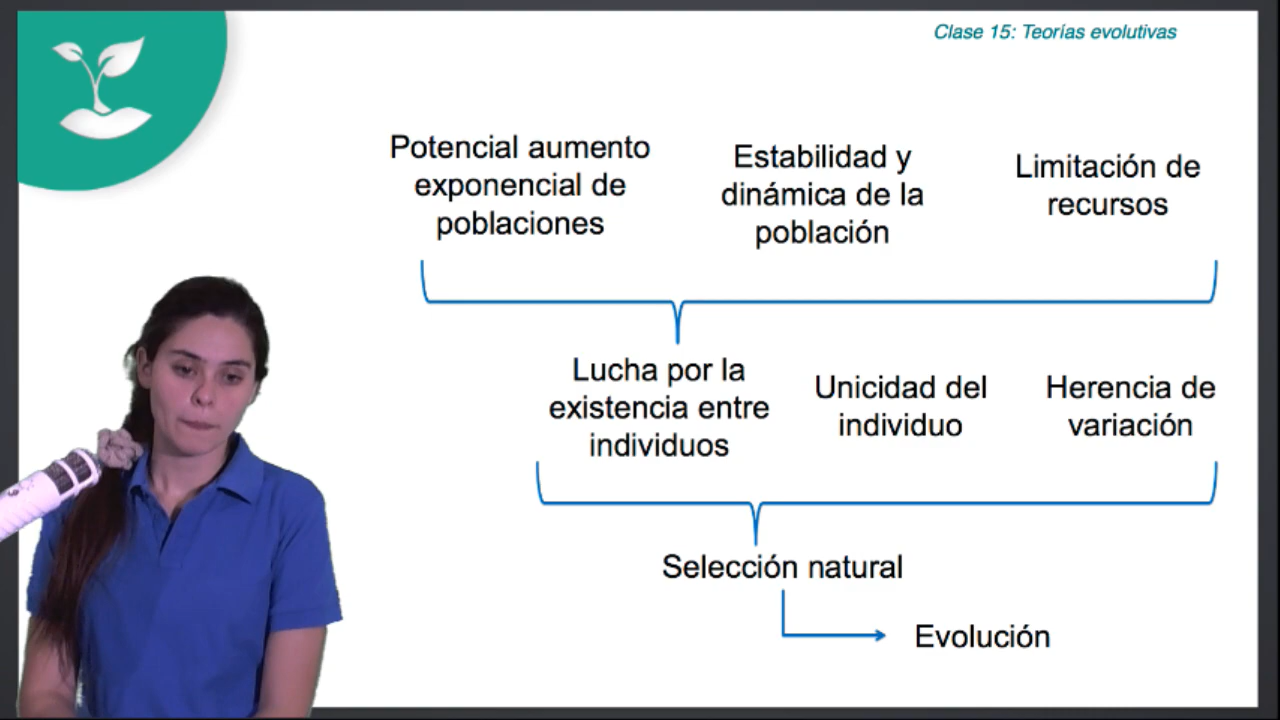 Clase 15: Teorías evolutivas
Potencial aumento
exponencial de
poblaciones
Estabilidad y
dinámica de la
población
Limitación de
recursos
Lucha por la
existencia entre
individuos
Unicidad del
individuo
Herencia de
variación
Selección natural
Evolución